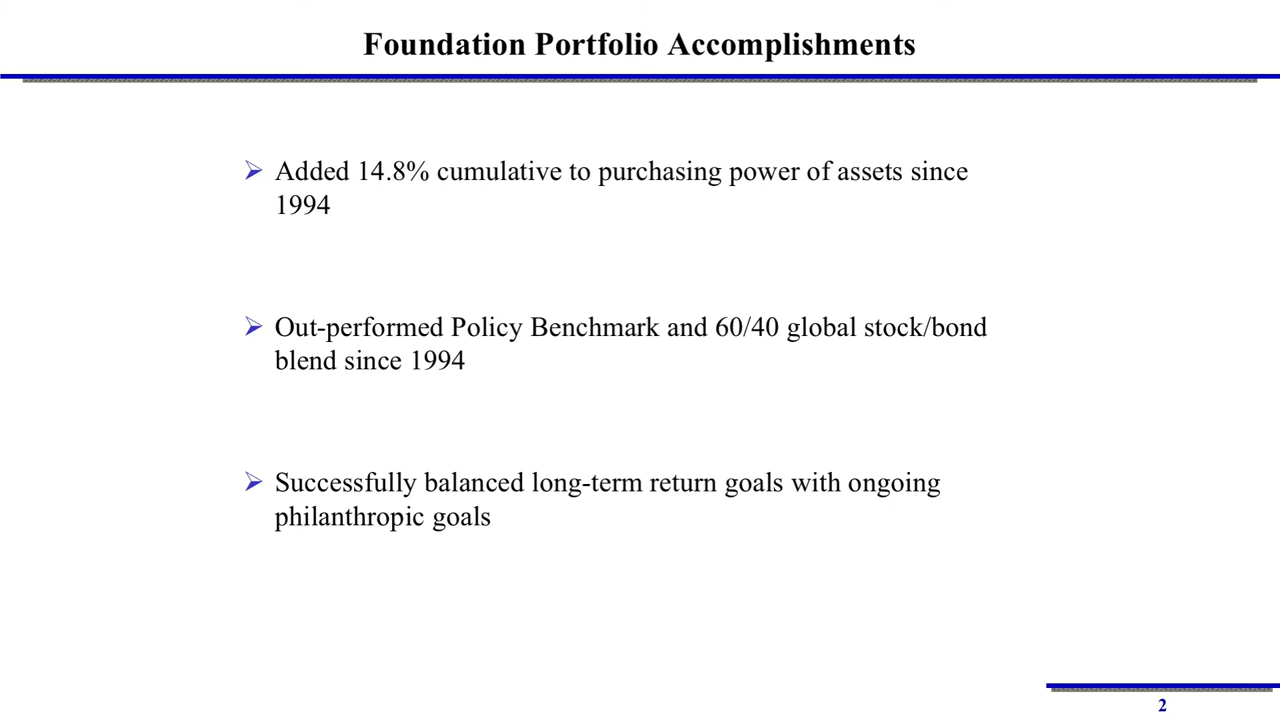 Foundation Portfolio Accomplishments
Added 14.8% cumulative to purchasing power of assets since
1994
Out-performed Policy Benchmark and 60/40 global stock/bond
blend since 1994
Successfully balanced long-term return goals with ongoing
philanthropic goals
2